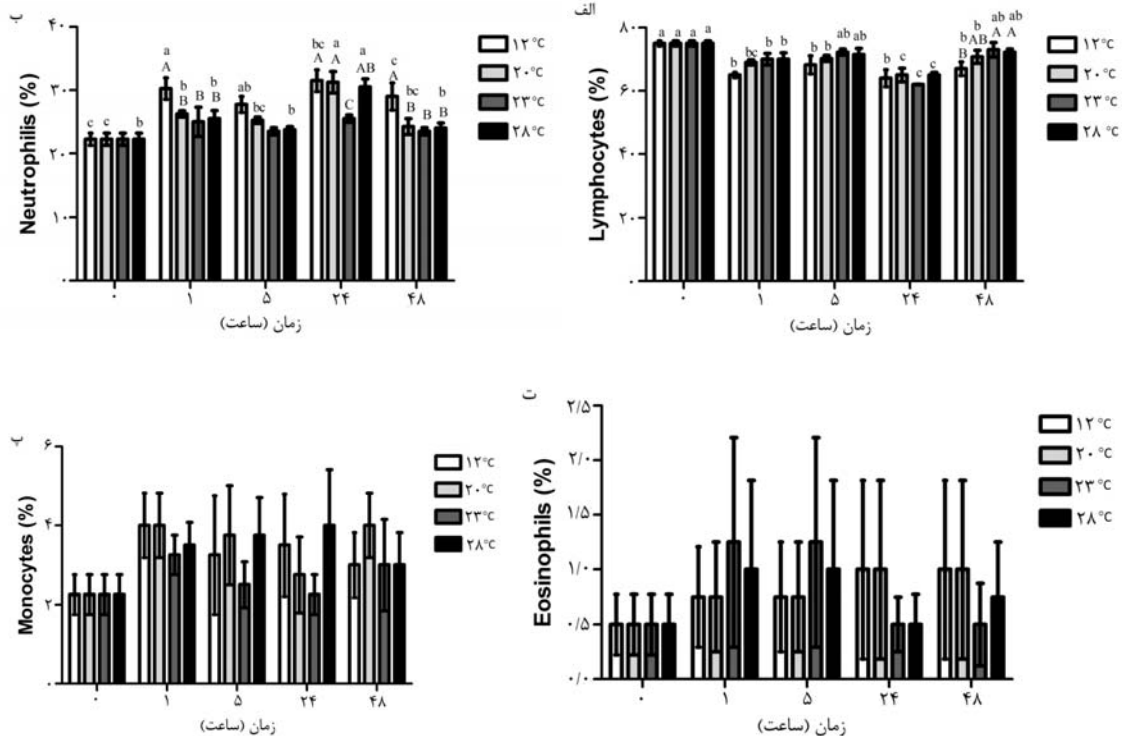 الف
Lymphocytes (%)
۸۰
۶۰
۴۰
۲۰
۰
a a a a
b bc b b
b b ab ab
b c c c
b b ab ab
B AB A A
۰ ۱ ۵ ۲۴ ۴۸
زمان (ساعت)
۱۲°C
۲۰°C
۲۳°C
۲۸°C
ب
Neutrophilis (%)
۴۰
۳۰
۲۰
۱۰
۰
c c b
a b b
A B B B
ab bc b
bc a a
A A C AB
c bc b
A B B B
۰ ۱ ۵ ۲۴ ۴۸
زمان (ساعت)
۱۲°C
۲۰°C
۲۳°C
۲۸°C
ت
Eosinophils (%)
۲/۵
۲/۰
۱/۵
۱/۰
۰/۵
۰/۰
۰ ۱ ۵ ۲۴ ۴۸
زمان (ساعت)
۱۲°C
۲۰°C
۲۳°C
۲۸°C
Monocytes (%)
۶
۴
۲
۰
۰ ۱ ۵ ۲۴ ۴۸
زمان (ساعت)
۱۲°C
۲۰°C
۲۳°C
۲۸°C